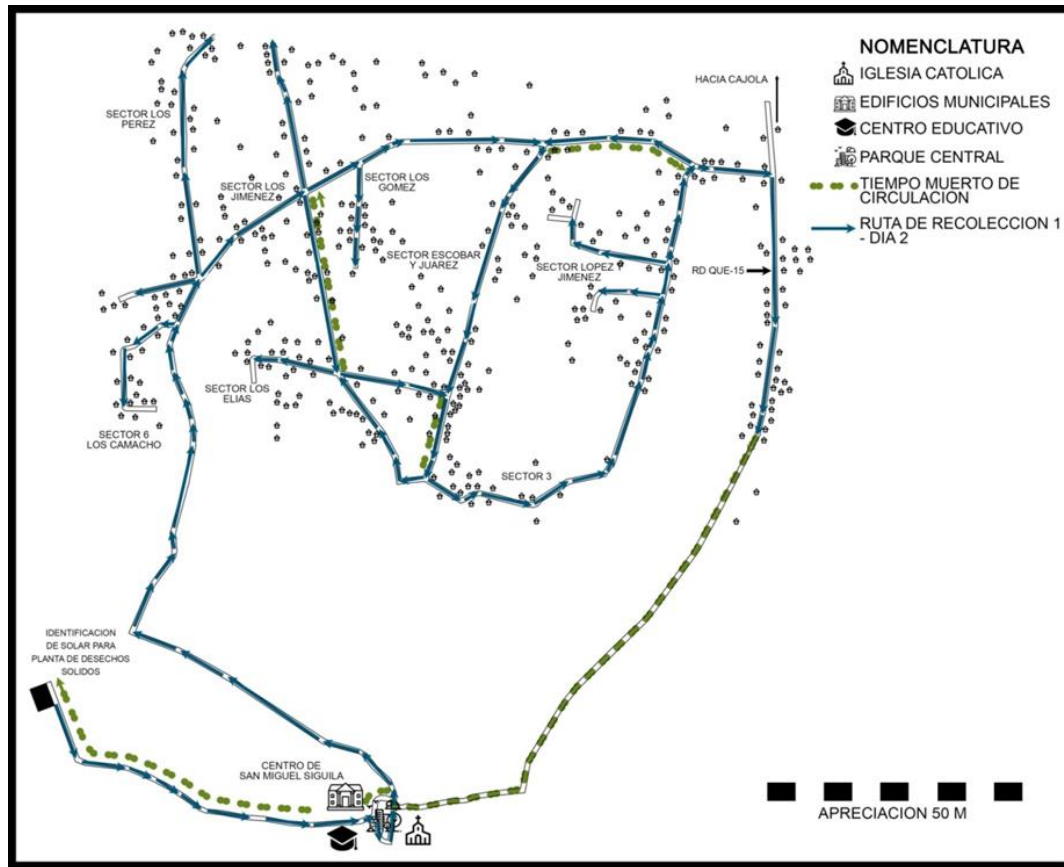 NOMENCLATURA
IGLESIA CATOLICA
EDIFICIOS MUNICIPALES
CENTRO EDUCATIVO
PARQUE CENTRAL
TIEMPO MUERTO DE
CIRCULACION
RUTA DE RECOLECCION 1
- DIA 2
HACIA CAJOLA
SECTOR LOS
PEREZ
SECTOR LOS
JIMENEZ
SECTOR LOS
GOMEZ
SECTOR ESCOBAR
Y JUAREZ
SECTOR LOPEZ Y
JIMENEZ
RD QUE-15
SECTOR LOS
ELIAS
SECTOR 6
LOS CAMACHO
SECTOR 3
IDENTIFICACION
DE SOLAR PARA
PLANTA DE DESECHOS
SOLIDOS
CENTRO DE
SAN MIGUEL SIGUILA
APRECIACION 50 M